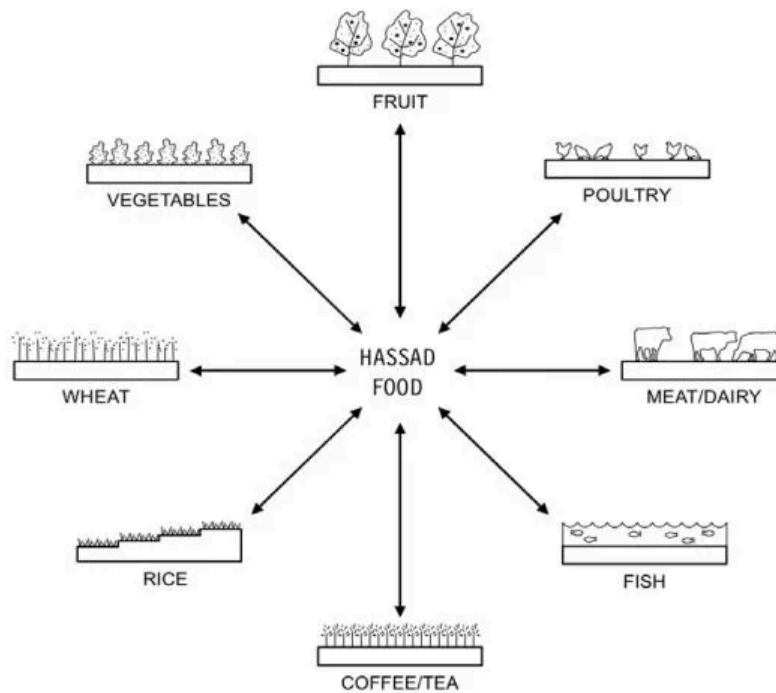 FRUIT
VEGETABLES
POULTRY
HASSAD
FOOD
WHEAT
MEAT/DAIRY
RICE
FISH
COFFEE/TEA